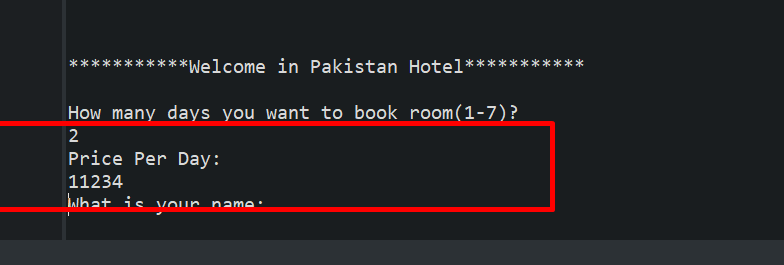 ***********Welcome in Pakistan Hotel***********
How many days you want to book room(1-7)?
2
Price Per Day:
11234
What is your name: